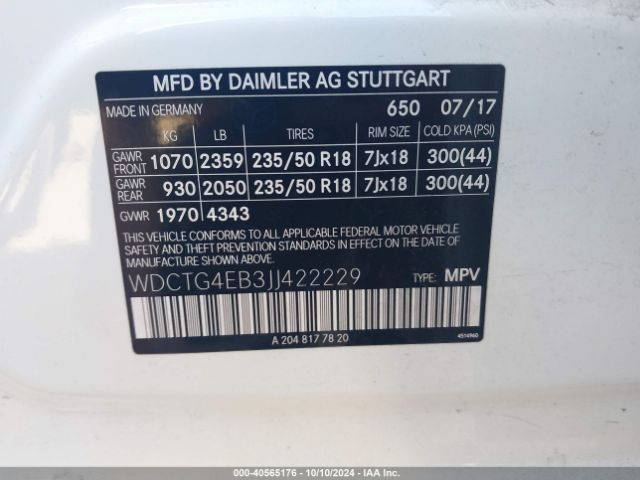 MFD BY DAIMLER AG STUTTGART
MADE IN GERMANY 650 07/17
KG LB TIRES RIM SIZE COLD KPA (PSI)
GAWR FRONT 1070 2359 235/50 R18 7Jx18 300(44)
GAWR REAR 930 2050 235/50 R18 7Jx18 300(44)
GVWR 1970 4343
THIS VEHICLE CONFORMS TO ALL APPLICABLE FEDERAL MOTOR VEHICLE
SAFETY AND THEFT PREVENTION STANDARDS IN EFFECT ON THE DATE OF
MANUFACTURE SHOWN ABOVE.
WDCTG4EB3JJ422229 TYPE: MPV
A 204 817 78 20
4514960
000-40565176 • 10/10/2024 • IAA Inc.